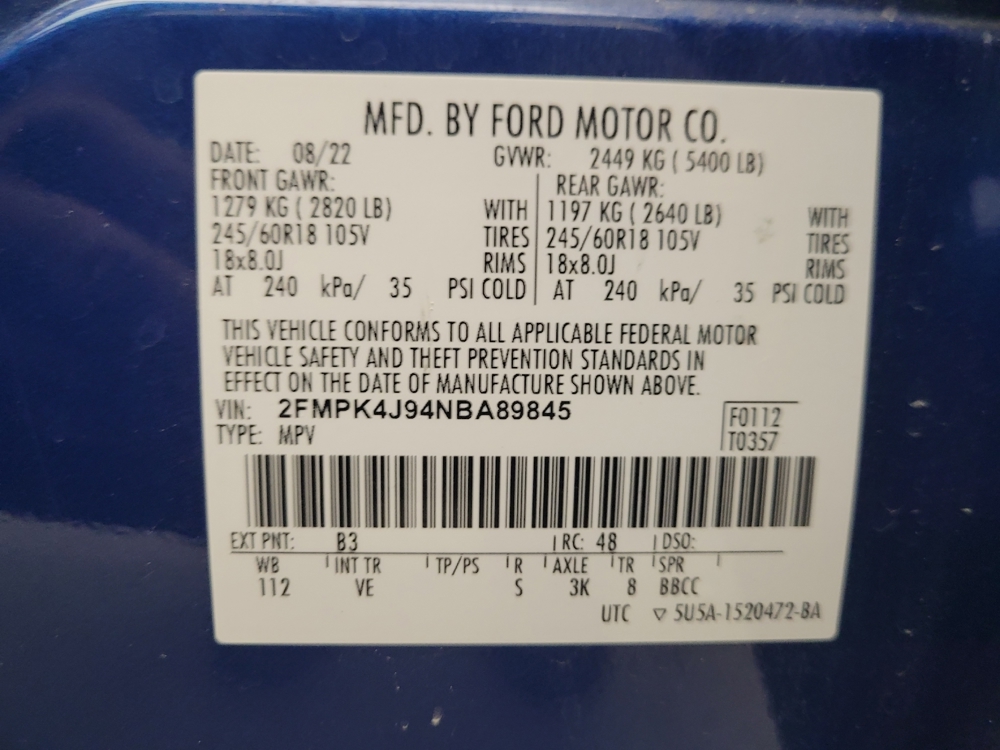 MFD. BY FORD MOTOR CO.
DATE: 08/22 GVWR: 2449 KG ( 5400 LB)
FRONT GAWR: REAR GAWR:
1279 KG ( 2820 LB) WITH 1197 KG ( 2640 LB) WITH
245/60R18 105V TIRES 245/60R18 105V TIRES
18x8.0J RIMS 18x8.0J RIMS
AT 240 kPa/ 35 PSI COLD AT 240 kPa/ 35 PSI COLD
THIS VEHICLE CONFORMS TO ALL APPLICABLE FEDERAL MOTOR
VEHICLE SAFETY AND THEFT PREVENTION STANDARDS IN
EFFECT ON THE DATE OF MANUFACTURE SHOWN ABOVE.
VIN: 2FMPK4J94NBA89845 F0112
TYPE: MPV T0357
EXT PNT: B3 RC: 48 DSO:
WB INT TR TP/PS R AXLE TR SPR
112 VE S 3K 8 BBCC
UTC ▽ 5U5A-1520472-BA